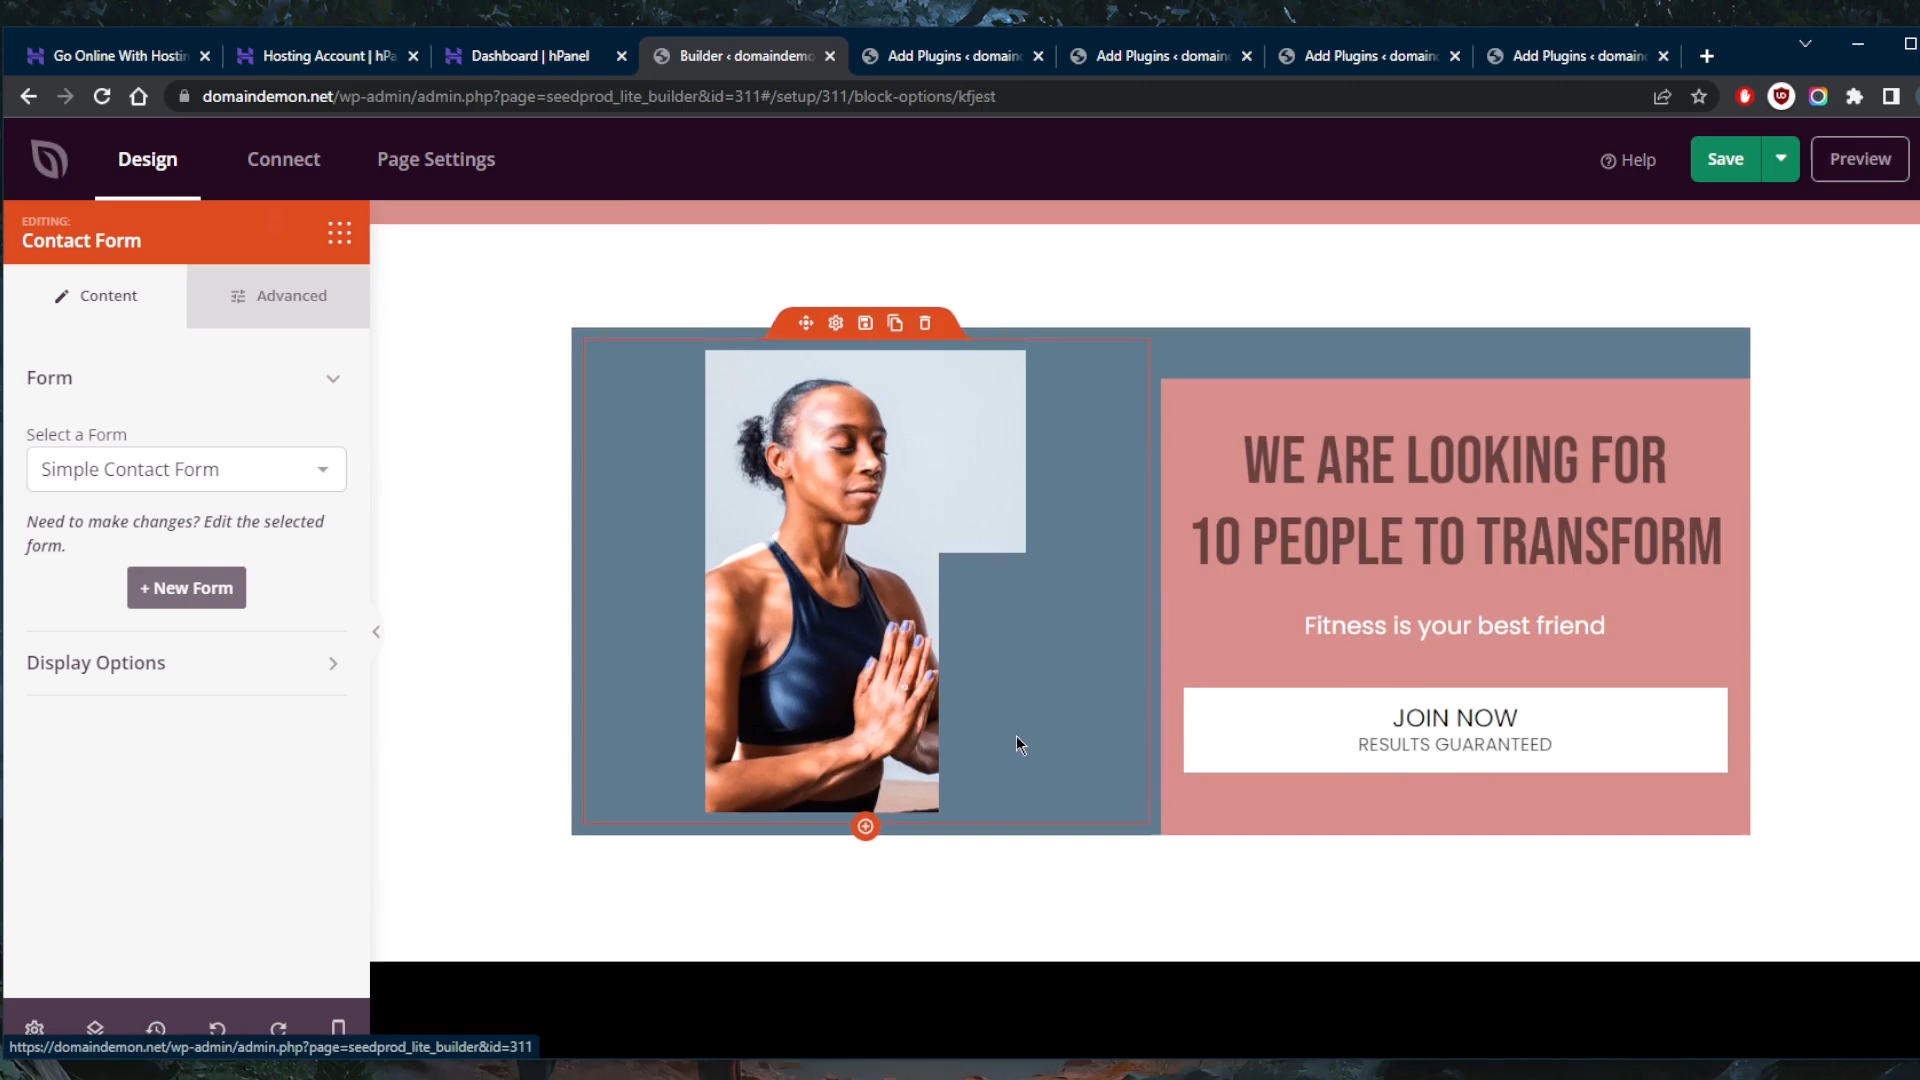 Go Online With Hostin
Hosting Account | hPa
Dashboard | hPanel
Builder ‹ domaindemo
Add Plugins ‹ domain
Add Plugins ‹ domain
Add Plugins ‹ domain
Add Plugins ‹ domain
domaindemon.net/wp-admin/admin.php?page=seedprod_lite_builder&id=311#/setup/311/block-options/kfjest
Design
Connect
Page Settings
Help
Save
Preview
EDITING:
Contact Form
Content
Advanced
Form
Select a Form
Simple Contact Form
Need to make changes? Edit the selected
form.
+ New Form
Display Options
WE ARE LOOKING FOR
10 PEOPLE TO TRANSFORM
Fitness is your best friend
JOIN NOW
RESULTS GUARANTEED
https://domaindemon.net/wp-admin/admin.php?page=seedprod_lite_builder&id=311